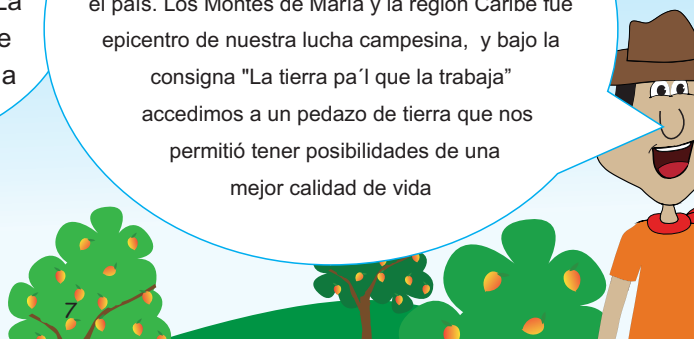 La
e
a
el país. Los Montes de María y la región Caribe fue
epicentro de nuestra lucha campesina,  y bajo la
consigna "La tierra pa´l que la trabaja”
accedimos a un pedazo de tierra que nos
permitió tener posibilidades de una
mejor calidad de vida
7